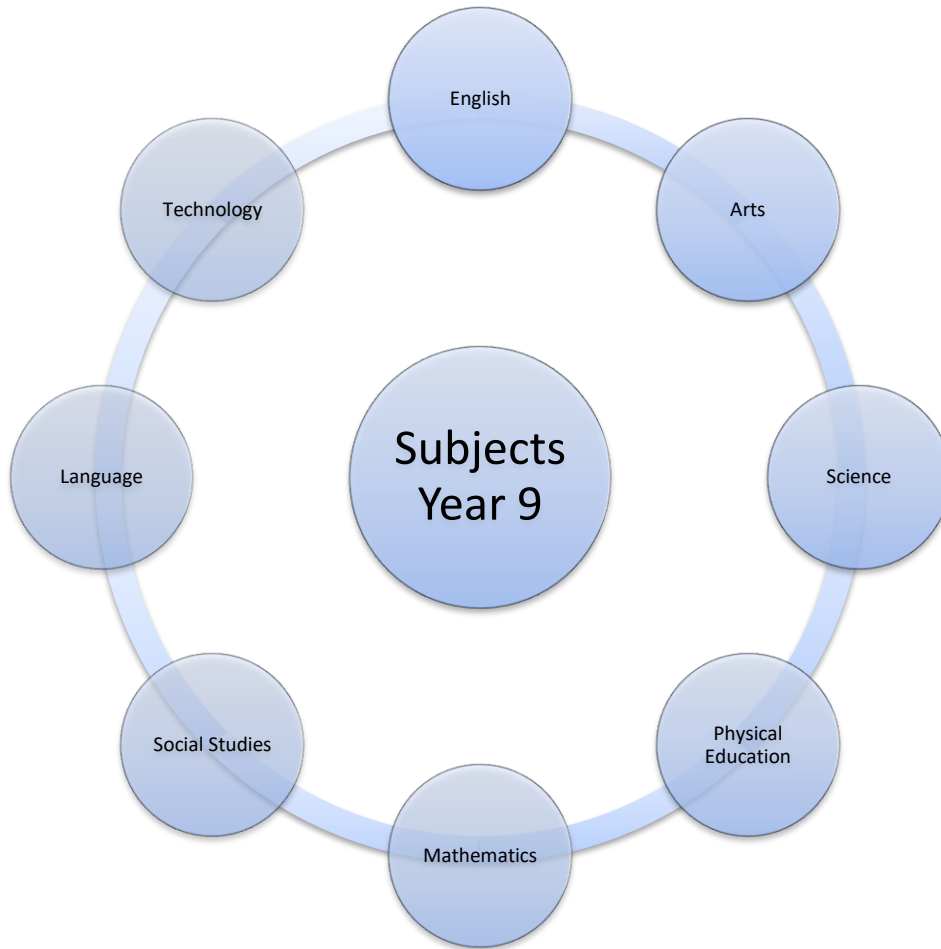 English
Technology
Arts
Subjects
Year 9
Language
Science
Social Studies
Physical
Education
Mathematics